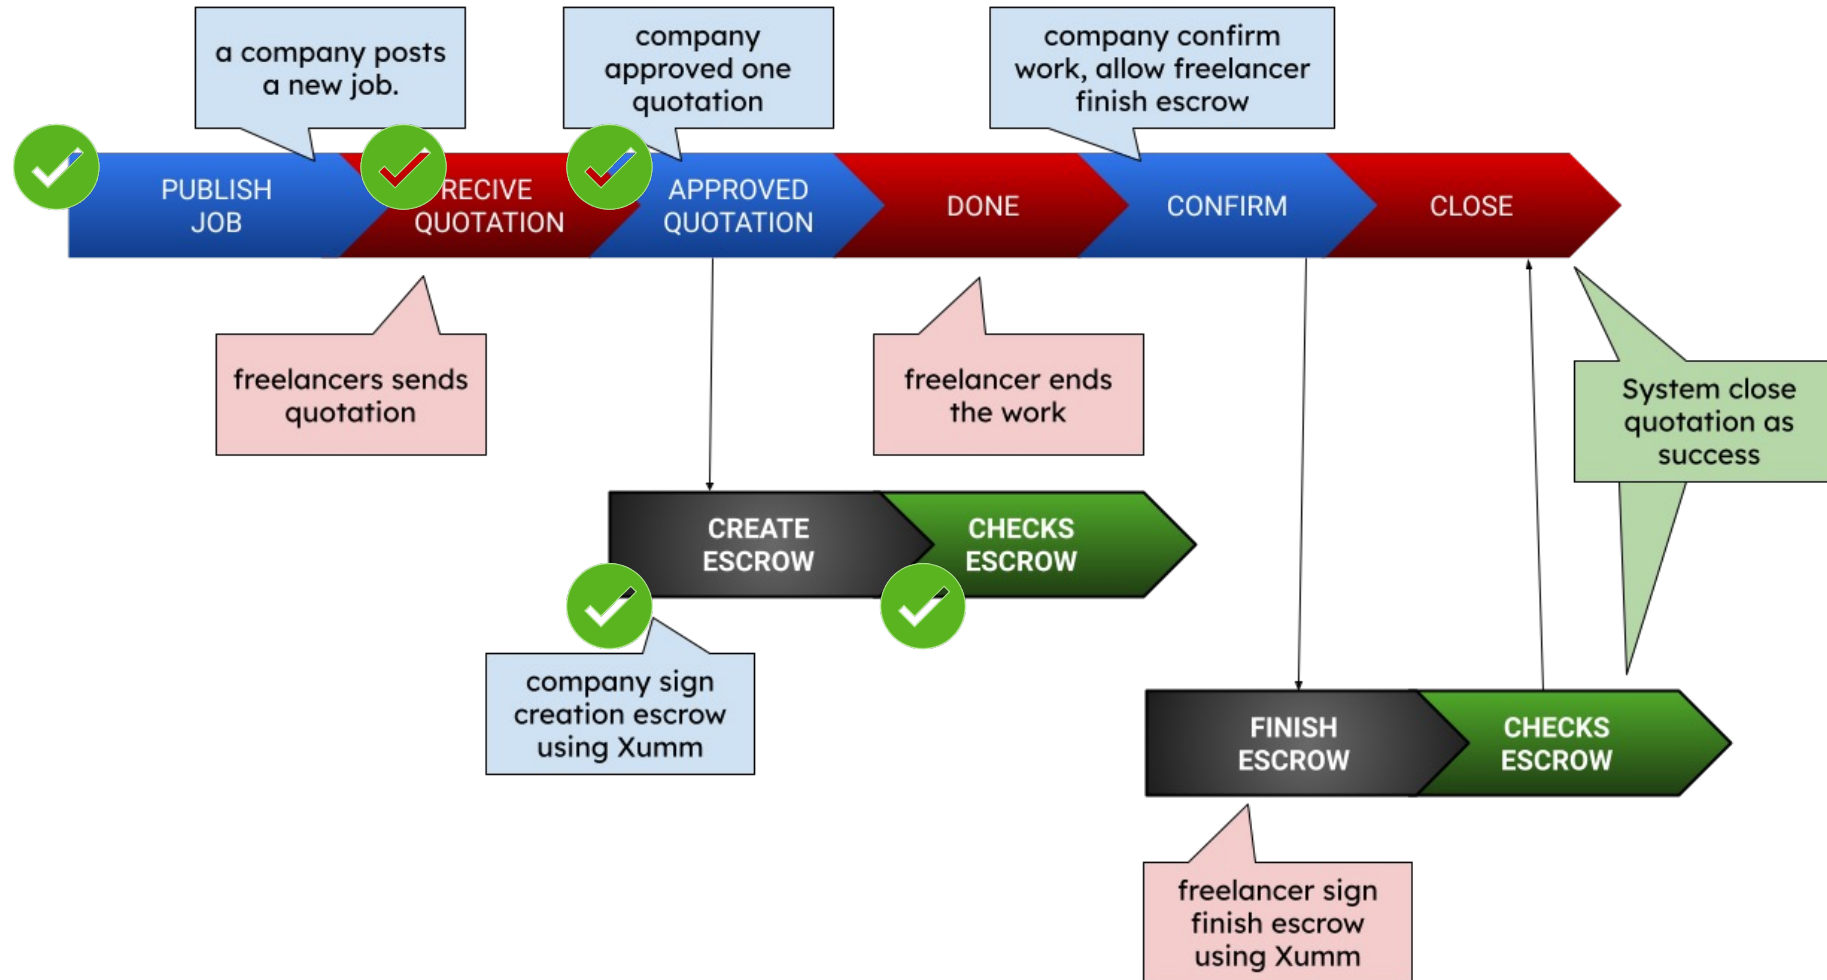 a company posts
a new job.
company
approved one
quotation
company confirm
work, allow freelancer
finish escrow
PUBLISH
JOB
RECIVE
QUOTATION
APPROVED
QUOTATION
DONE
CONFIRM
CLOSE
freelancers sends
quotation
freelancer ends
the work
System close
quotation as
success
CREATE
ESCROW
CHECKS
ESCROW
company sign
creation escrow
using Xumm
FINISH
ESCROW
CHECKS
ESCROW
freelancer sign
finish escrow
using Xumm